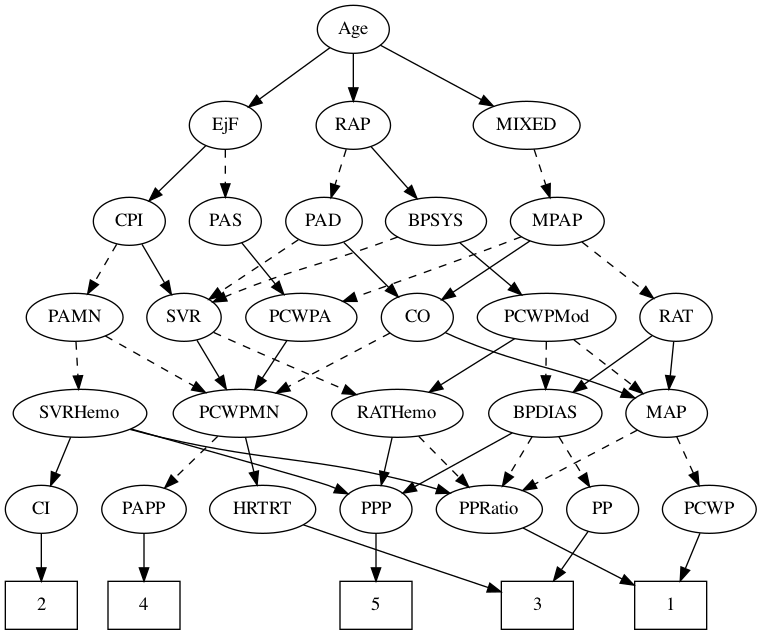 Age
EjF
RAP
MIXED
CPI
PAS
PAD
BPSYS
MPAP
PAMN
SVR
PCWPA
CO
PCWPMod
RAT
SVRHemo
PCWPMN
RATHemo
BPDIAS
MAP
CI
PAPP
HRTRT
PPP
PPRatio
PP
PCWP
2
4
5
3
1